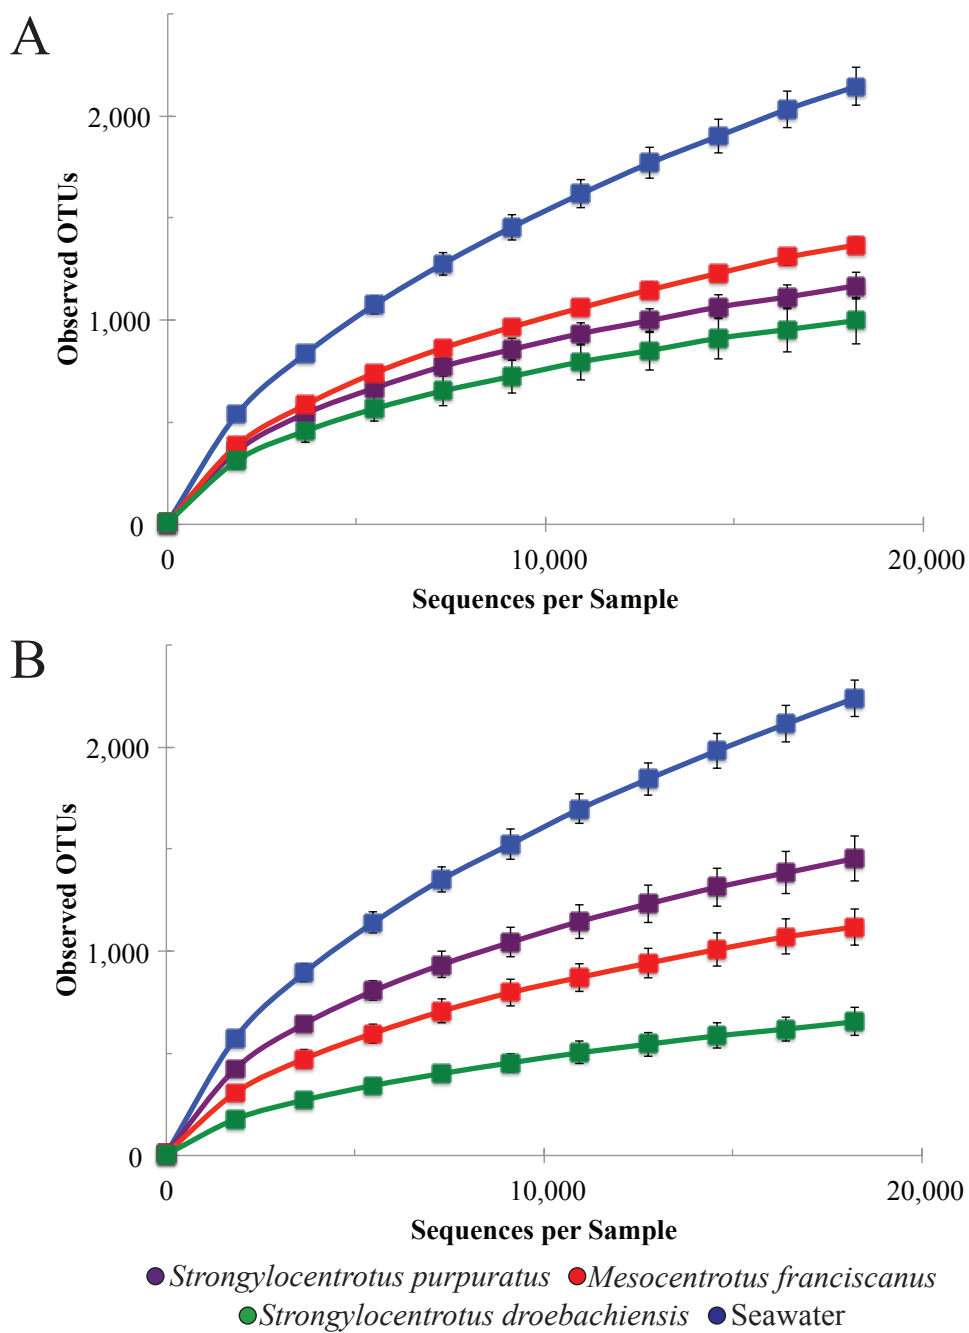 A
2,000
1,000
0
Observed OTUs
0 10,000 20,000
Sequences per Sample
B
2,000
1,000
0
Observed OTUs
0 10,000 20,000
Sequences per Sample
Strongylocentrotus purpuratus Mesocentrotus franciscanus
Strongylocentrotus droebachiensis Seawater